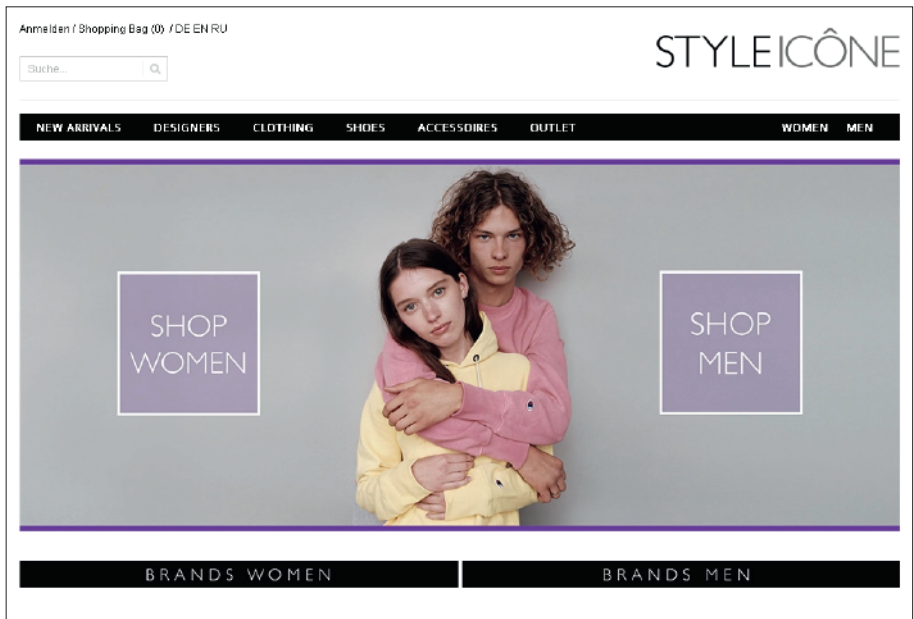 Anmelden / Shopping Bag (0) / DE EN RU
STYLEICÔNE
Suche...
NEW ARRIVALS DESIGNERS CLOTHING SHOES ACCESSOIRES OUTLET WOMEN MEN
SHOP
WOMEN
SHOP
MEN
BRANDS WOMEN BRANDS MEN